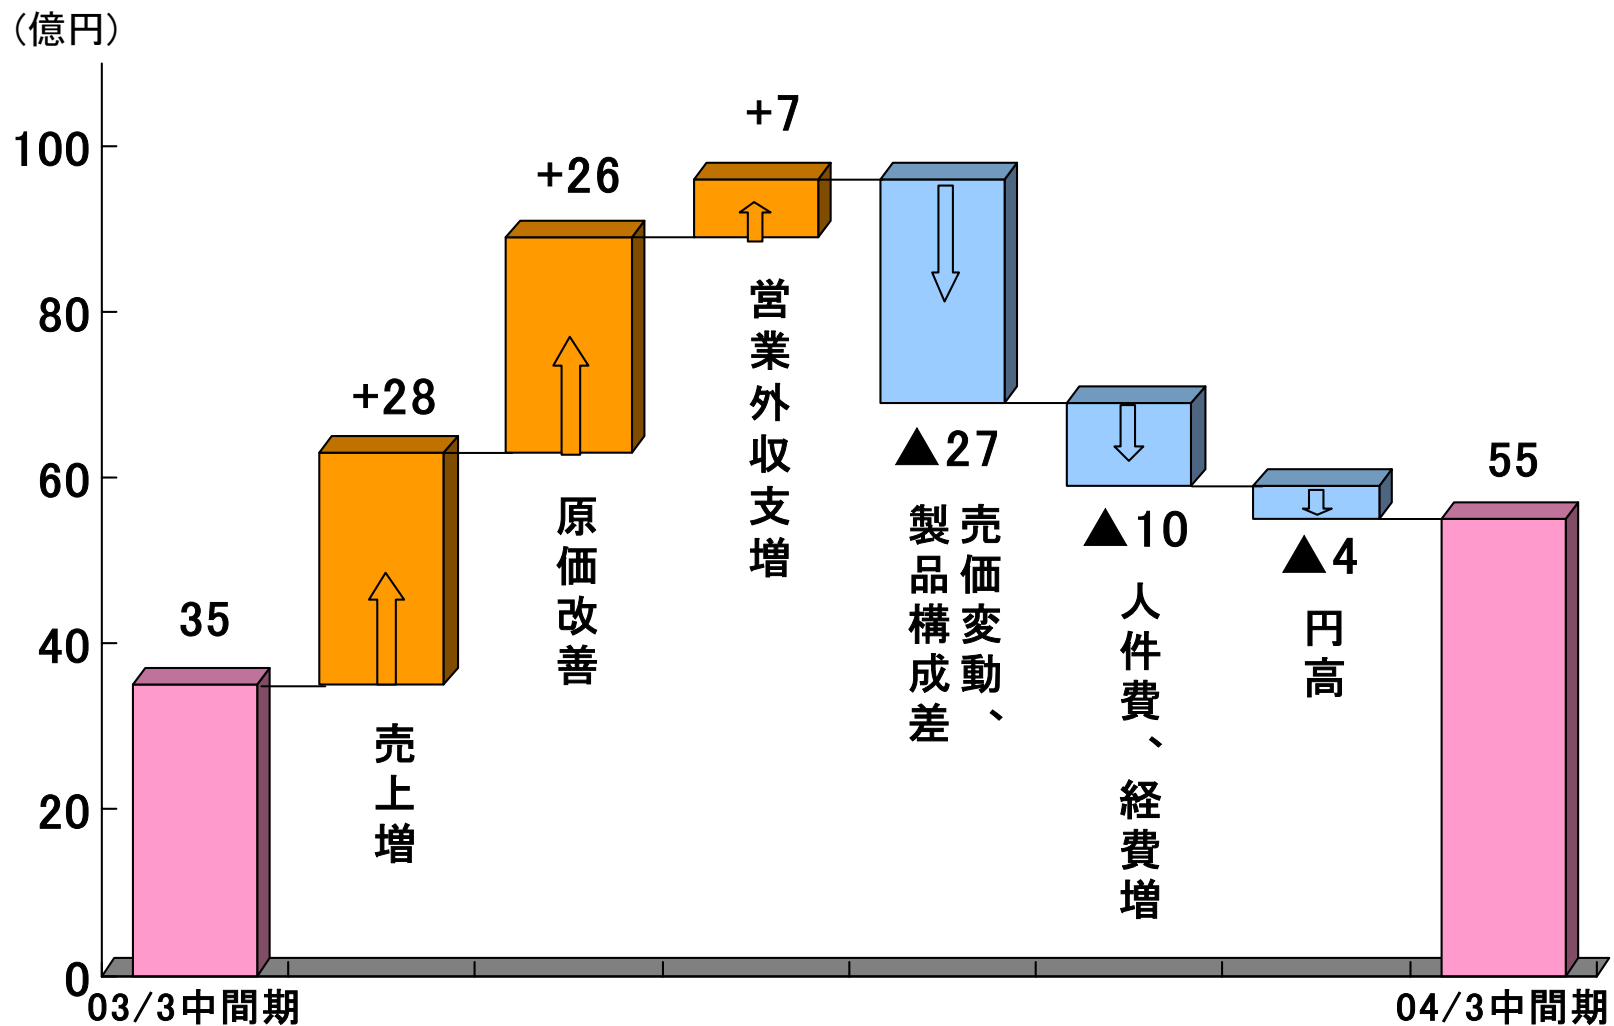 (億円)
100
80
60
40
20
0
35
+28
売上増
+26
原価改善
+7
営業外収支増
▲27
売価変動、
製品構成差
▲10
人件費、経費増
▲4
円高
55
03/3中間期
04/3中間期